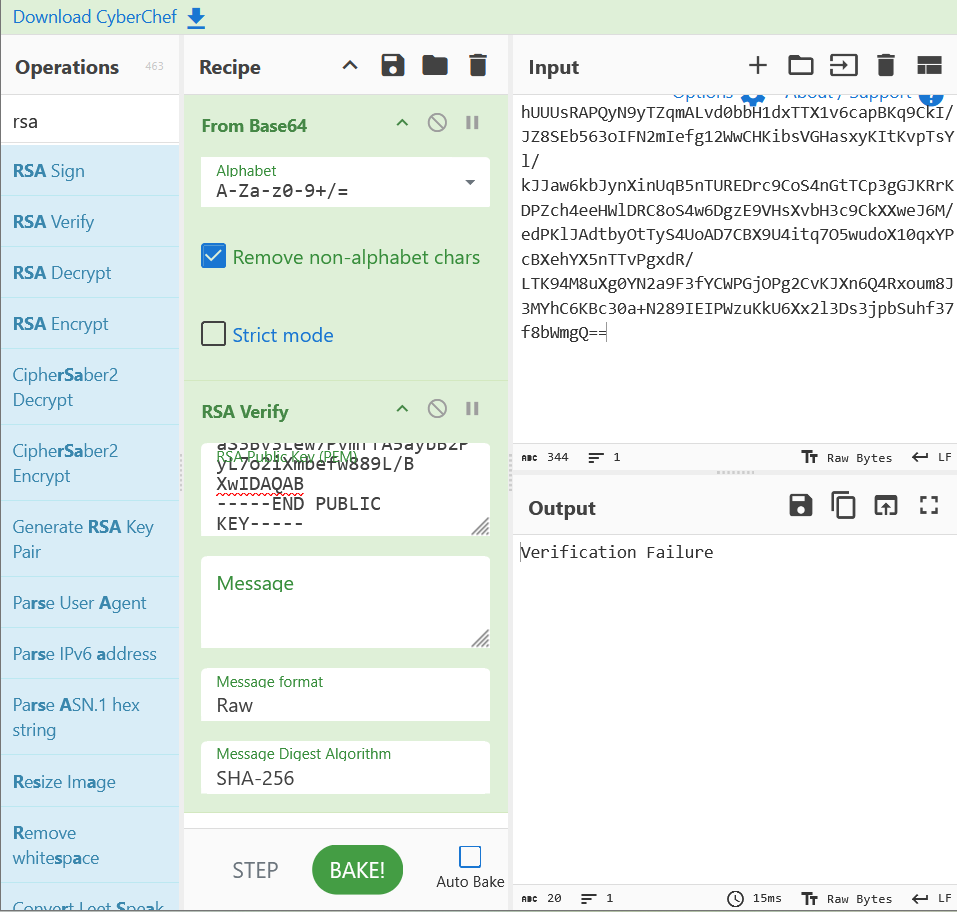 Download CyberChef
Operations
463
rsa
RSA Sign
RSA Verify
RSA Decrypt
RSA Encrypt
CipherSaber2
Decrypt
CipherSaber2
Encrypt
Generate RSA Key
Pair
Parse User Agent
Parse IPv6 address
Parse ASN.1 hex
string
Resize Image
Remove
whitespace
Convert Leet Speak
Recipe
From Base64
Alphabet
A-Za-z0-9+/=
Remove non-alphabet chars
Strict mode
RSA Verify
RSA Public Key (PEM)
yL7o2iXmbefw889L/B
XwIDAQAB
-----END PUBLIC
KEY-----
Message
Message format
Raw
Message Digest Algorithm
SHA-256
STEP
BAKE!
Auto Bake
Input
Options
About / Support
hUUUsRAPQyN9yTZqmALvd0bbH1dxTTX1v6capBKq9CkI/
JZ8SEb563oIFN2mIefg12WwCHKibsVGHasxyKItKvpTsY
l/
kJJaw6kbJynXinUqB5nTUREDrc9CoS4nGtTCp3gGJKRrK
DPZch4eeHWlDRC8oS4w6DgzE9VHsXvbH3c9CkXXweJ6M/
edPKlJAdtbyOtTyS4UoAD7CBX9U4itq7O5wudoX10qxYP
cBXehYX5nTTvPgxdR/
LTK94M8uXg0YN2a9F3fYCWPGjOPg2CvKJXn6Q4Rxoum8J
3MYhC6KBc30a+N289IEIPWzuKkU6Xx2l3Ds3jpbSuhf37
f8bWmgQ==
ABC 344
1
Raw Bytes
LF
Output
Verification Failure
ABC 20
1
15ms
Raw Bytes
LF